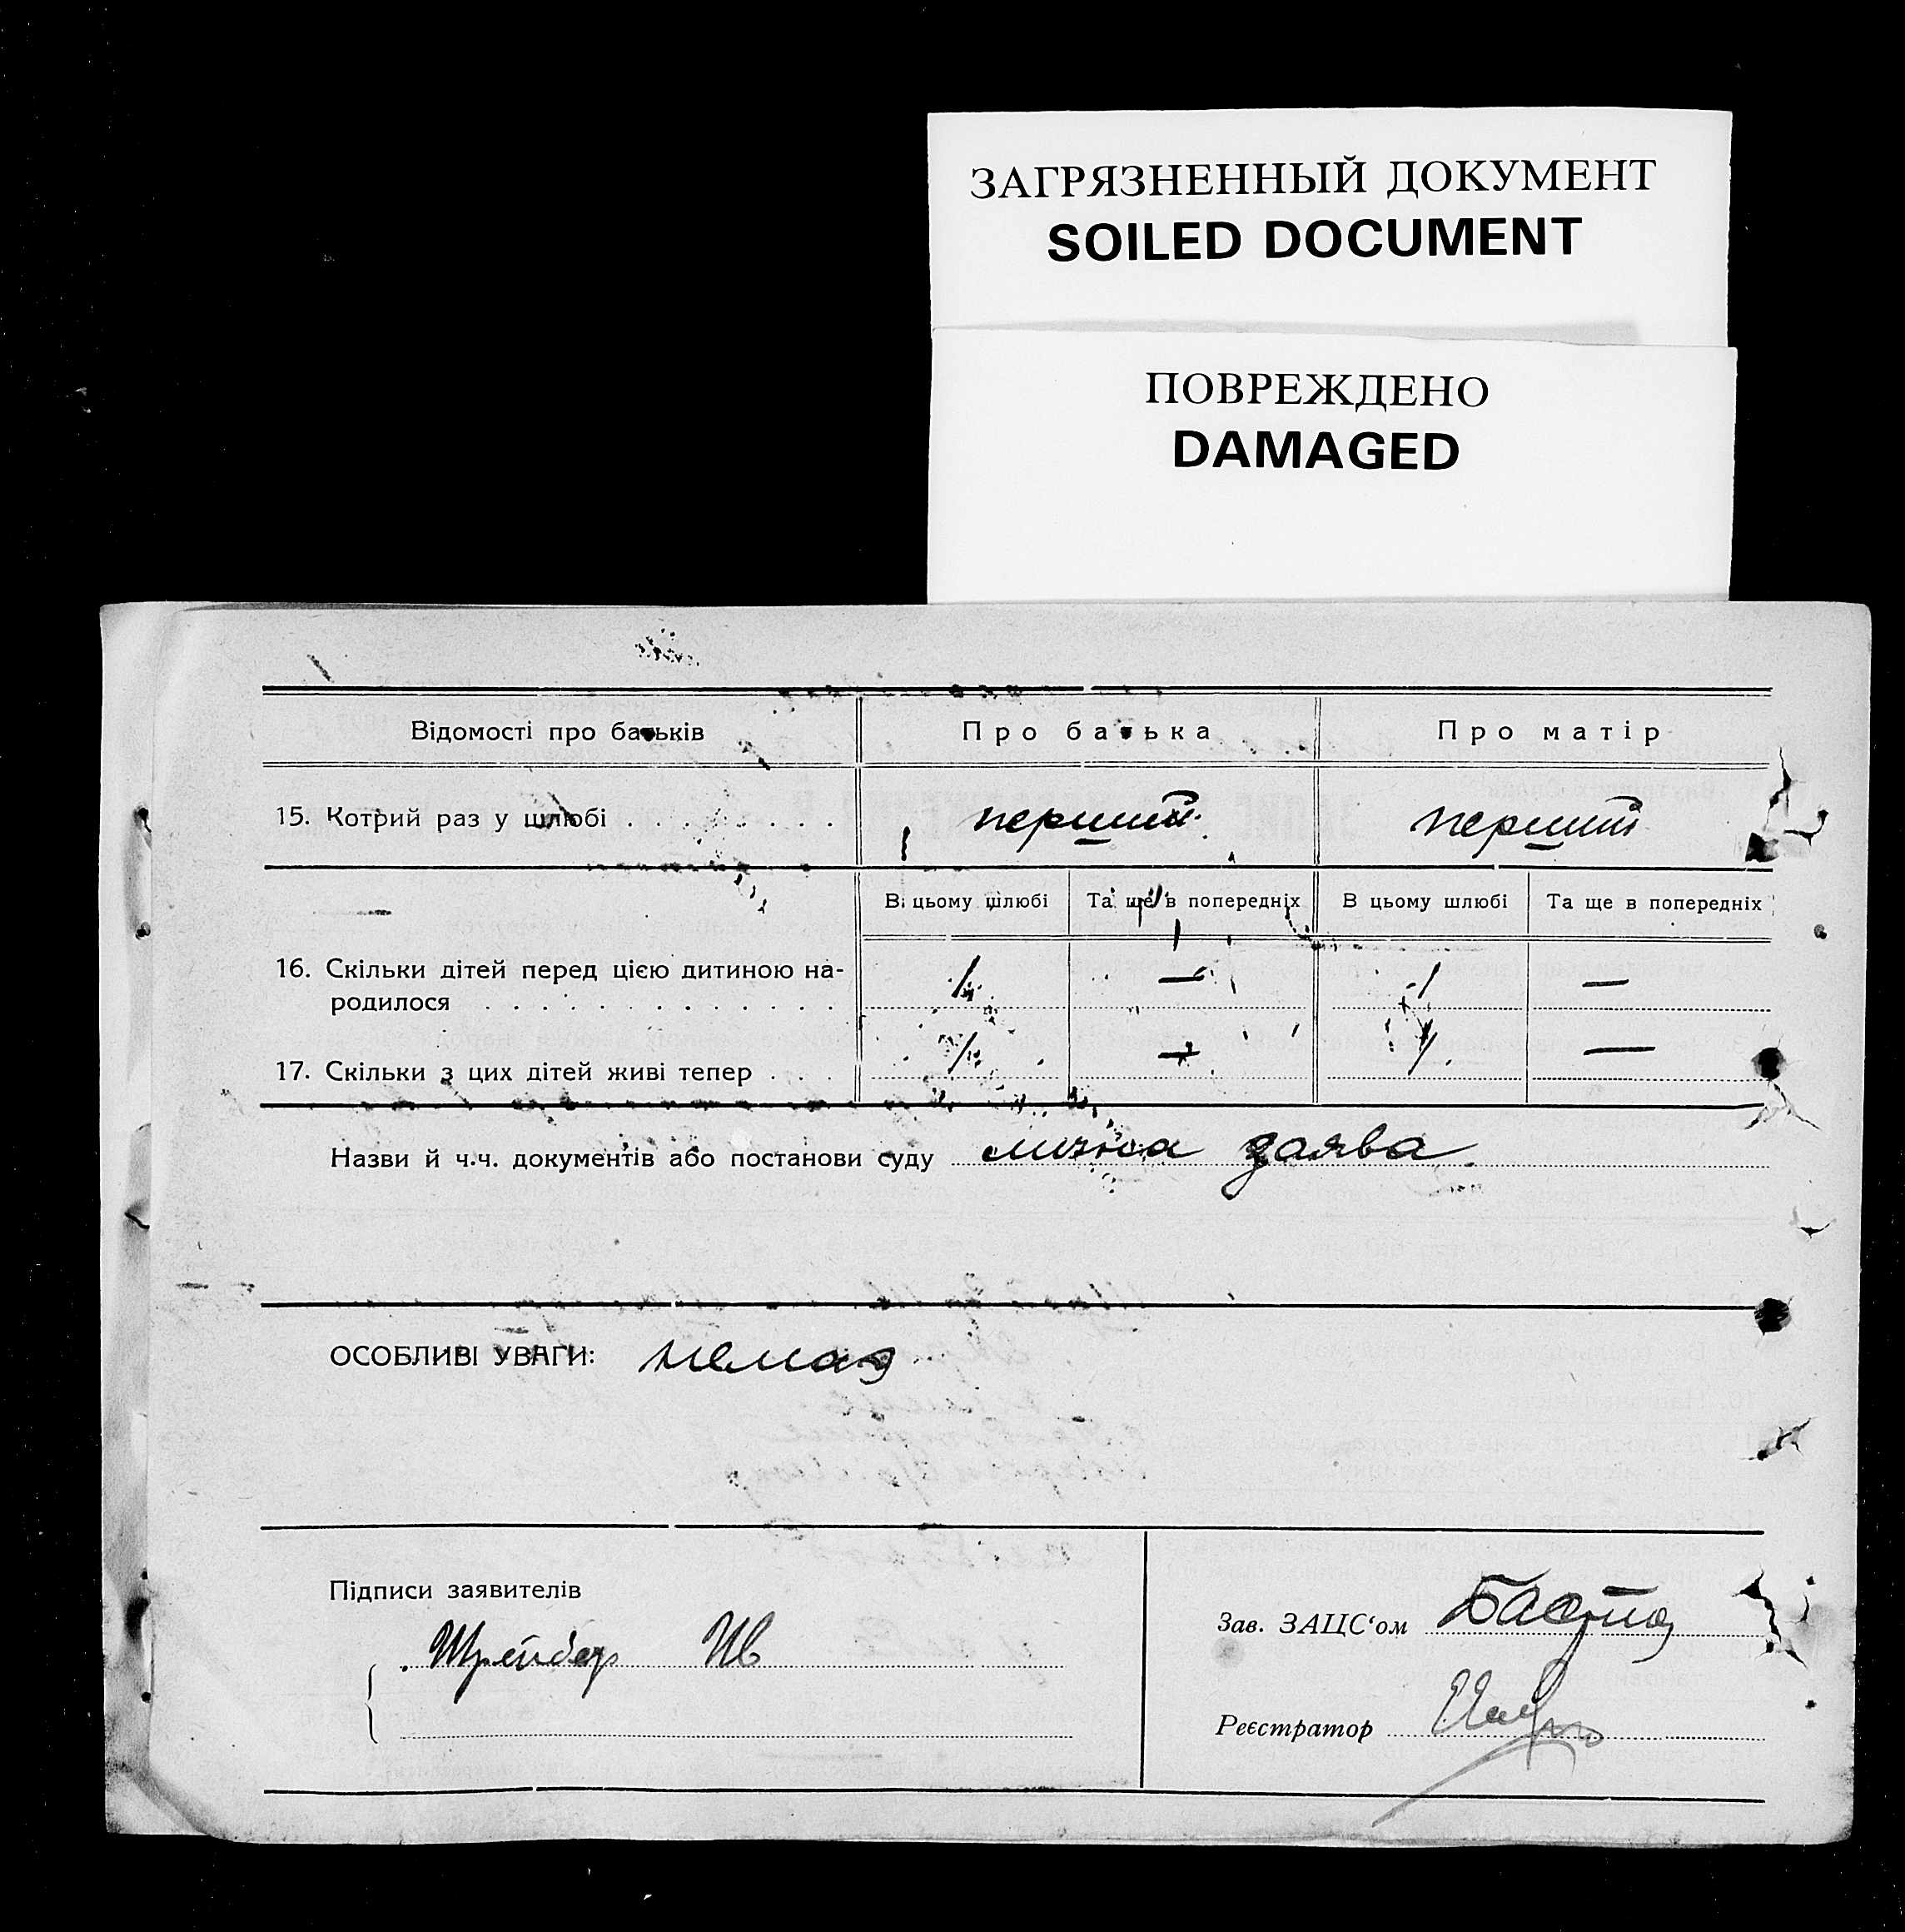 ЗАГРЯЗНЕННЫЙ ДОКУМЕНТ
SOILED DOCUMENT
ПОВРЕЖДЕНО
DAMAGED
Відомості про батьків Про батька Про матір
15. Котрий раз у шлюбі . . . . . . . . перший перший
В цьому шлюбі Та ще в попередніх В цьому шлюбі Та ще в попередніх
16. Скільки дітей перед цією дитиною на-
родилося . . . . . . . . . . . . . 1 — 1 —
17. Скільки з цих дітей живі тепер . . . 1 — 1 —
Назви й ч.ч. документів або постанови суду лична заява
ОСОБЛИВІ УВАГИ: немає
Підписи заявителів
Зав. ЗАЦС‘ом
Реєстратор